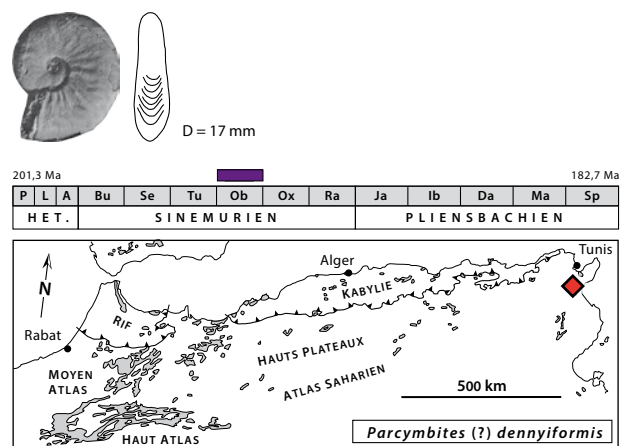 D = 17 mm
201,3 Ma 182,7 Ma
P L A Bu Se Tu Ob Ox Ra Ja Ib Da Ma Sp
HET. SINEMURIEN PLIENSBACHIEN
Tunis
Alger
N
KABYLIE
RIF
Rabat
HAUTS PLATEAUX
MOYEN
ATLAS
ATLAS SAHARIEN
500 km
HAUT ATLAS
Parcymbites (?) dennyiformis